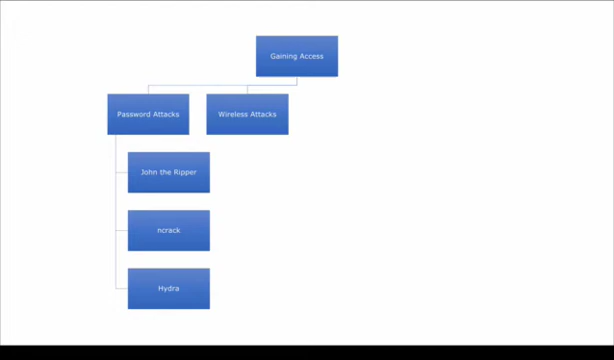 Gaining Access
Password Attacks
Wireless Attacks
John the Ripper
ncrack
Hydra